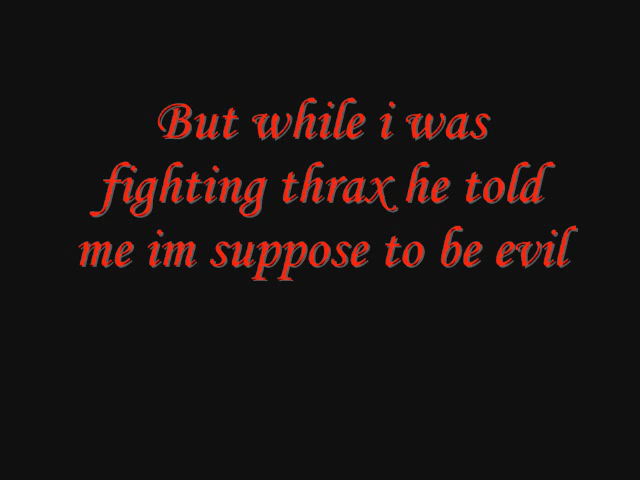 But while i was
fighting thrax he told
me im suppose to be evil